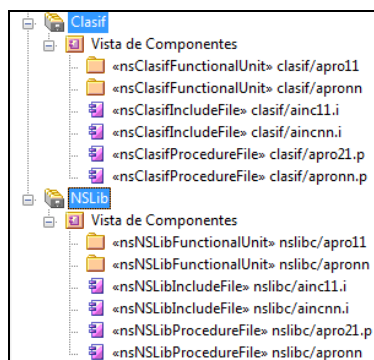 Clasif
Vista de Componentes
«nsClasifFunctionalUnit» clasif/apro11
«nsClasifFunctionalUnit» clasif/apronn
«nsClasifIncludeFile» clasif/ainc11.i
«nsClasifIncludeFile» clasif/aincnn.i
«nsClasifProcedureFile» clasif/apro21.p
«nsClasifProcedureFile» clasif/apronn.p
NSLib
Vista de Componentes
«nsNSLibFunctionalUnit» nslibc/apro11
«nsNSLibFunctionalUnit» nslibc/apronn
«nsNSLibIncludeFile» nslibc/ainc11.i
«nsNSLibIncludeFile» nslibc/aincnn.i
«nsNSLibProcedureFile» nslibc/apro21.p
«nsNSLibProcedureFile» nslibc/apronn